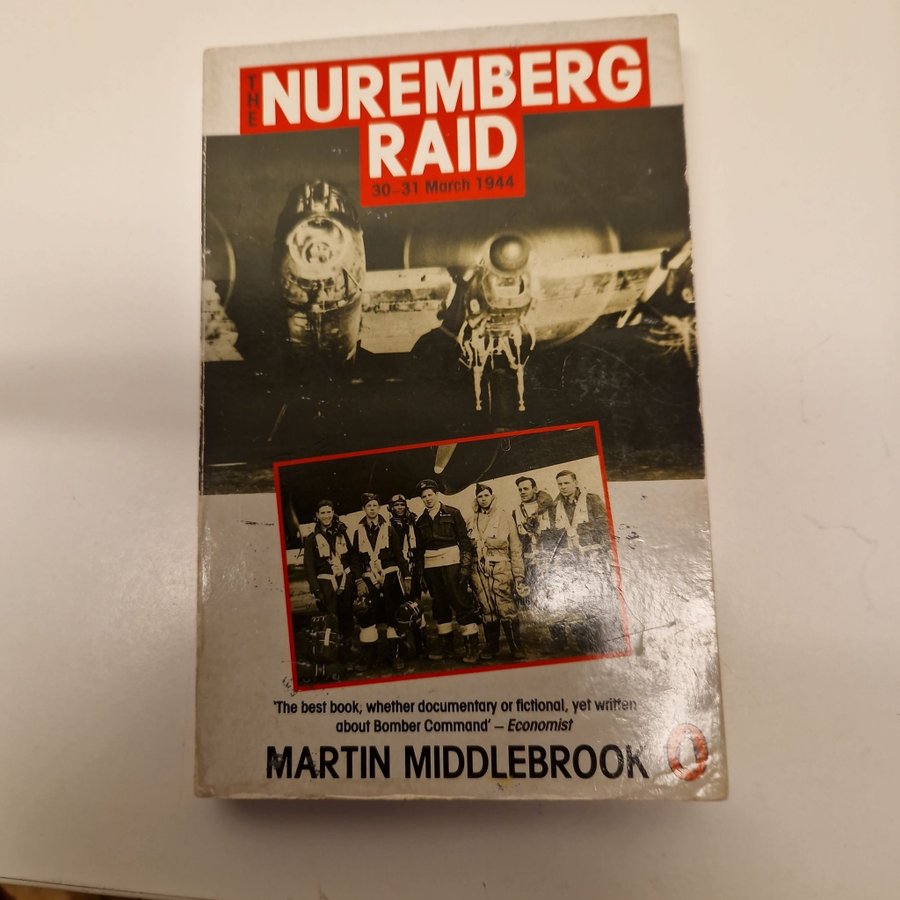 THE NUREMBERG
RAID
30–31 March 1944
'The best book, whether documentary or fictional, yet written
about Bomber Command' – Economist
MARTIN MIDDLEBROOK